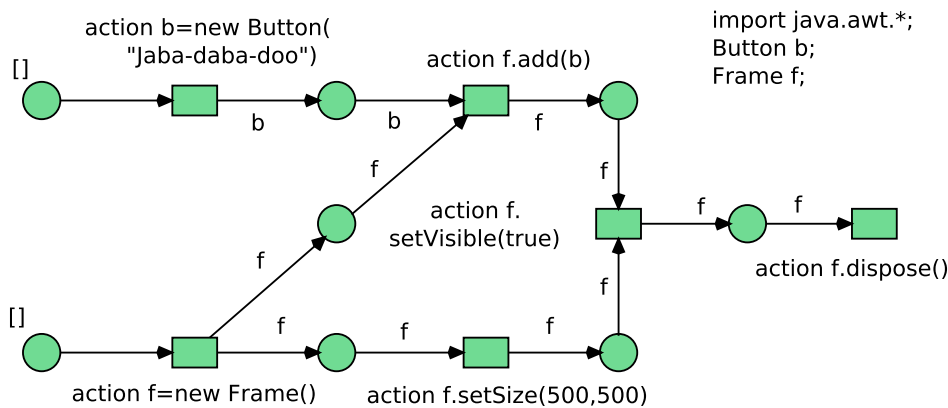 action b=new Button(
"Jaba-daba-doo")
import java.awt.*;
Button b;
Frame f;
action f.add(b)
[]
b
b
f
f
f
action f.
setVisible(true)
f
f
f
action f.dispose()
f
[]
f
f
f
action f=new Frame()
action f.setSize(500,500)